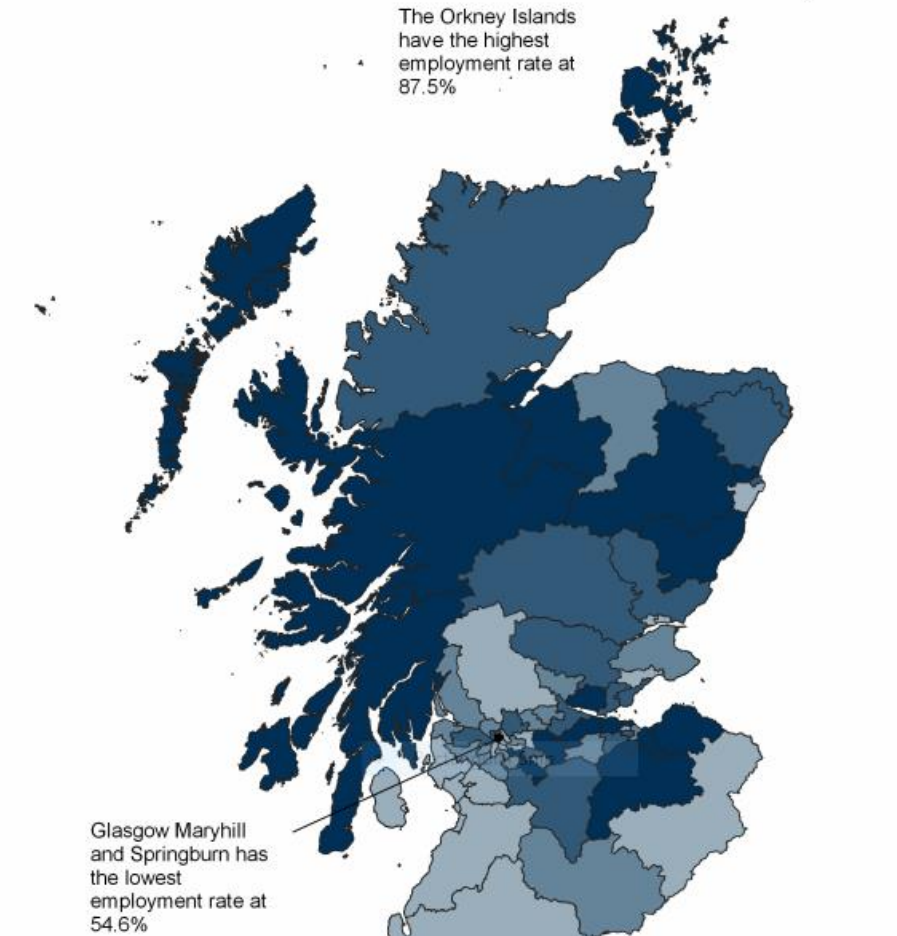 The Orkney Islands
have the highest
employment rate at
87.5%
Glasgow Maryhill
and Springburn has
the lowest
employment rate at
54.6%